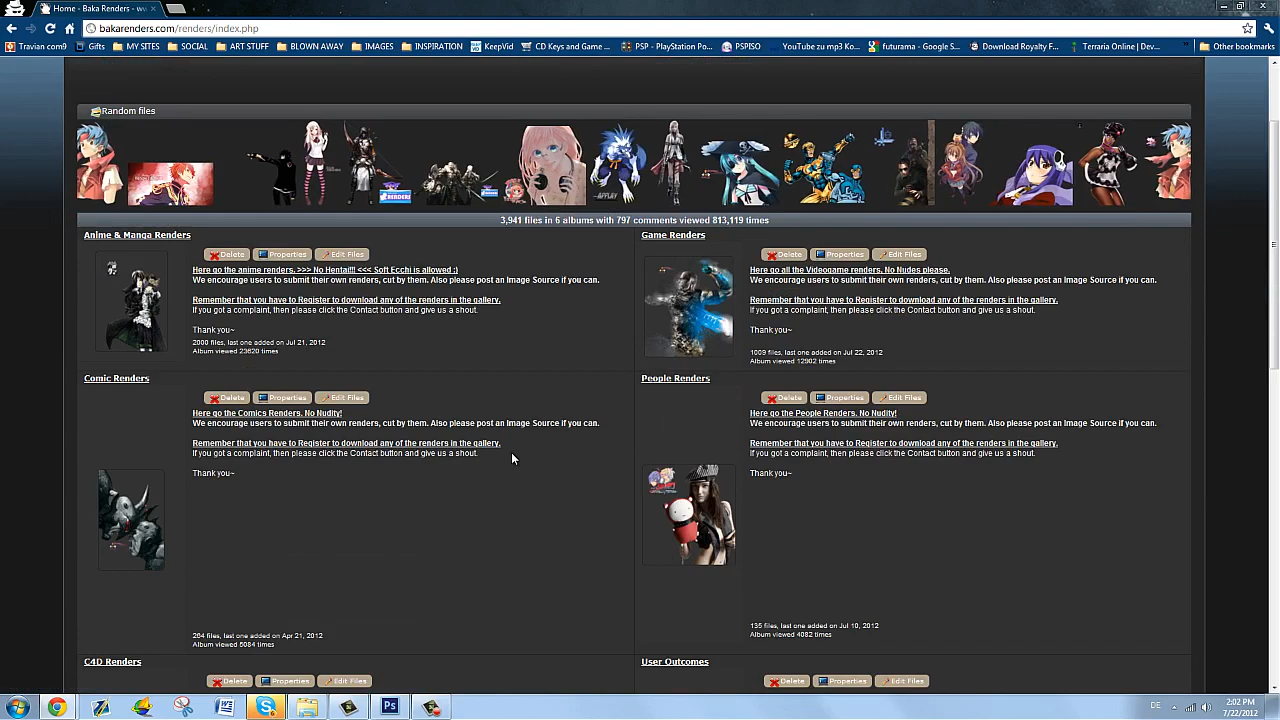 Home - Baka Renders - ww
bakarenders.com/renders/index.php
Travian com9 Gifts MY SITES SOCIAL ART STUFF BLOWN AWAY IMAGES INSPIRATION KeepVid CD Keys and Game ... PSP - PlayStation Po... PSPISO YouTube zu mp3 Ko... futurama - Google S... Download Royalty F... Terraria Online | Dev... » Other bookmarks
Random files
3,941 files in 6 albums with 797 comments viewed 813,119 times
Anime & Manga Renders
Delete Properties Edit Files
Here go the anime renders. >>> No Hentai!!! <<< Soft Ecchi is allowed ;)
We encourage users to submit their own renders, cut by them. Also please post an Image Source if you can.
Remember that you have to Register to download any of the renders in the gallery.
If you got a complaint, then please click the Contact button and give us a shout.
Thank you~
2000 files, last one added on Jul 21, 2012
Album viewed 23620 times
Game Renders
Delete Properties Edit Files
Here go all the Videogame renders. No Nudes please.
We encourage users to submit their own renders, cut by them. Also please post an Image Source if you can.
Remember that you have to Register to download any of the renders in the gallery.
If you got a complaint, then please click the Contact button and give us a shout.
Thank you~
1009 files, last one added on Jul 22, 2012
Album viewed 12902 times
Comic Renders
Delete Properties Edit Files
Here go the Comics Renders. No Nudity!
We encourage users to submit their own renders, cut by them. Also please post an Image Source if you can.
Remember that you have to Register to download any of the renders in the gallery.
If you got a complaint, then please click the Contact button and give us a shout.
Thank you~
264 files, last one added on Apr 21, 2012
Album viewed 5084 times
People Renders
Delete Properties Edit Files
Here go the People Renders. No Nudity!
We encourage users to submit their own renders, cut by them. Also please post an Image Source if you can.
Remember that you have to Register to download any of the renders in the gallery.
If you got a complaint, then please click the Contact button and give us a shout.
Thank you~
135 files, last one added on Jul 10, 2012
Album viewed 4082 times
C4D Renders
Delete Properties Edit Files
User Outcomes
Delete Properties Edit Files
DE
2:02 PM
7/22/2012